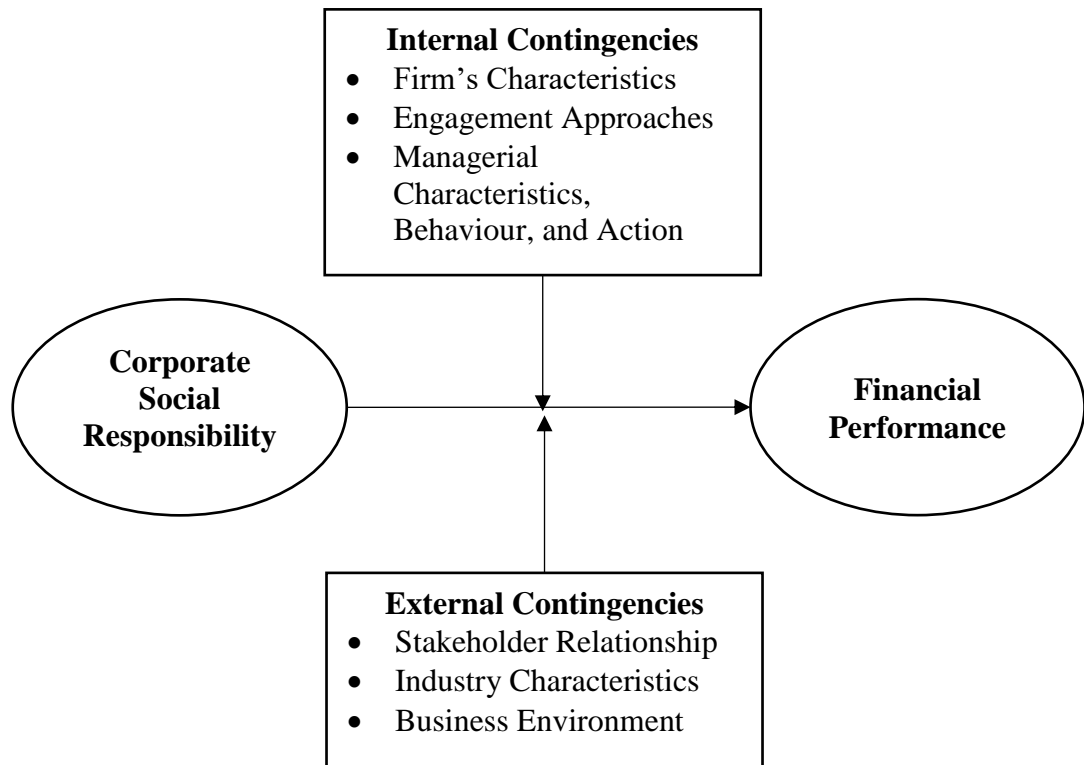 Internal Contingencies
• Firm's Characteristics
• Engagement Approaches
• Managerial
Characteristics,
Behaviour, and Action
Corporate
Social
Responsibility
Financial
Performance
External Contingencies
• Stakeholder Relationship
• Industry Characteristics
• Business Environment